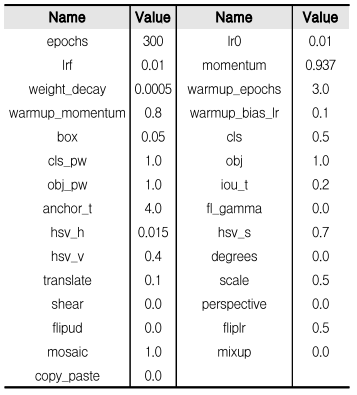 Name Value Name Value
epochs 300 lr0 0.01
lrf 0.01 momentum 0.937
weight_decay 0.0005 warmup_epochs 3.0
warmup_momentum 0.8 warmup_bias_lr 0.1
box 0.05 cls 0.5
cls_pw 1.0 obj 1.0
obj_pw 1.0 iou_t 0.2
anchor_t 4.0 fl_gamma 0.0
hsv_h 0.015 hsv_s 0.7
hsv_v 0.4 degrees 0.0
translate 0.1 scale 0.5
shear 0.0 perspective 0.0
flipud 0.0 fliplr 0.5
mosaic 1.0 mixup 0.0
copy_paste 0.0